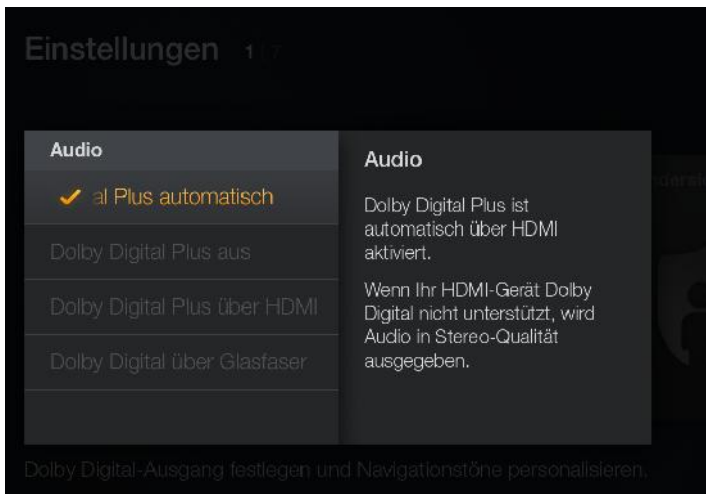 Einstellungen 1 | 7
Audio
al Plus automatisch
Dolby Digital Plus aus
Dolby Digital Plus über HDMI
Dolby Digital über Glasfaser
Audio
Dolby Digital Plus ist
automatisch über HDMI
aktiviert.
Wenn Ihr HDMI-Gerät Dolby
Digital nicht unterstützt, wird
Audio in Stereo-Qualität
ausgegeben.
Dolby Digital-Ausgang festlegen und Navigationstöne personalisieren.